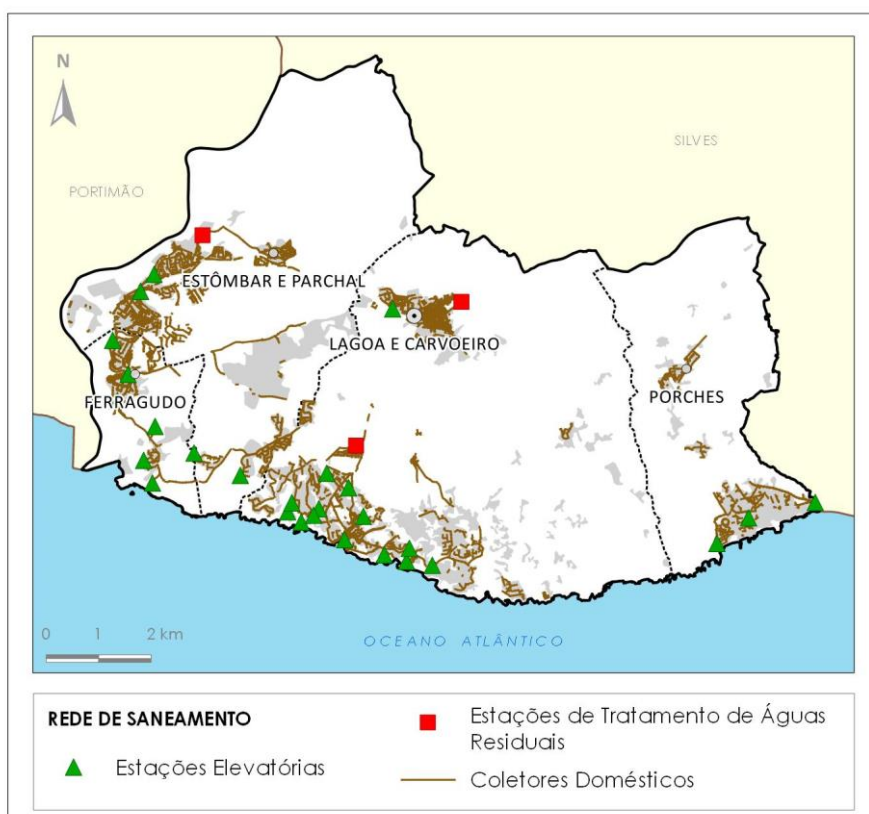 N
SILVES
PORTIMÃO
ESTÔMBAR E PARCHAL
LAGOA E CARVOEIRO
PORCHES
FERRAGUDO
0 1 2 km
OCEANO ATLÂNTICO
REDE DE SANEAMENTO
Estações Elevatórias
Estações de Tratamento de Águas
Residuais
Coletores Domésticos